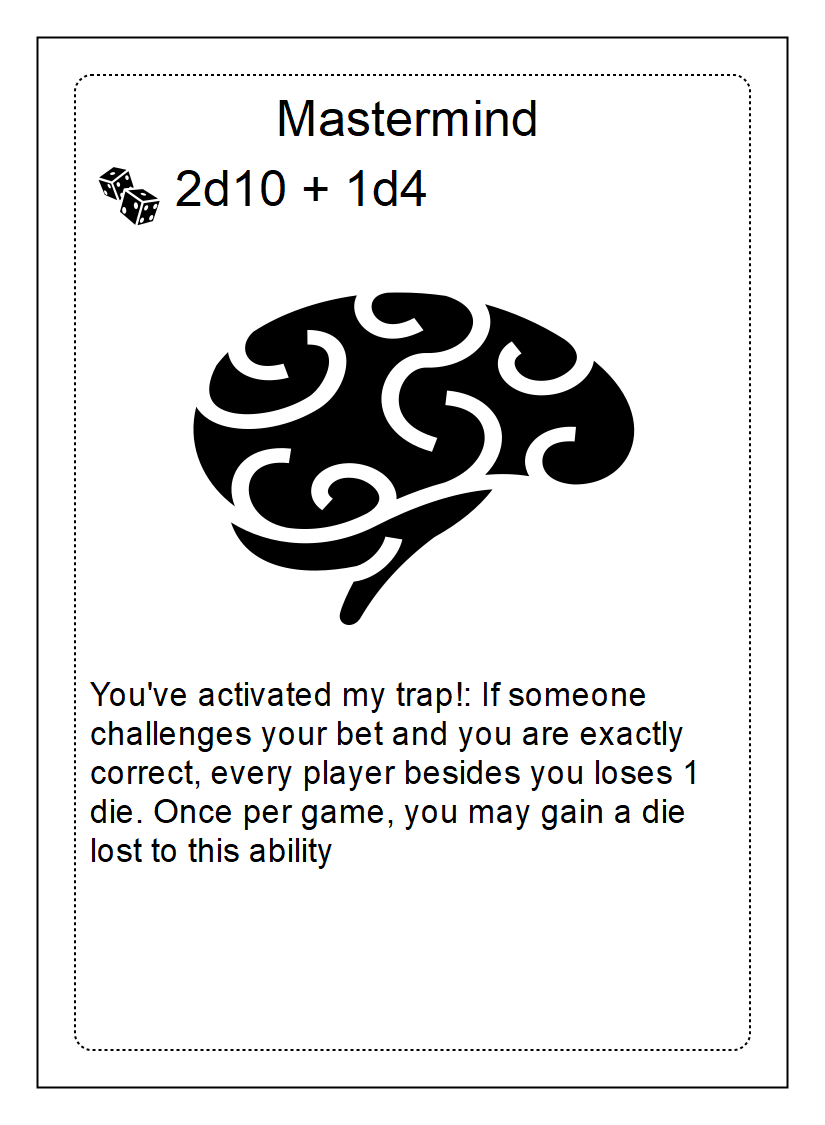 Mastermind
2d10 + 1d4
You've activated my trap!: If someone
challenges your bet and you are exactly
correct, every player besides you loses 1
die. Once per game, you may gain a die
lost to this ability